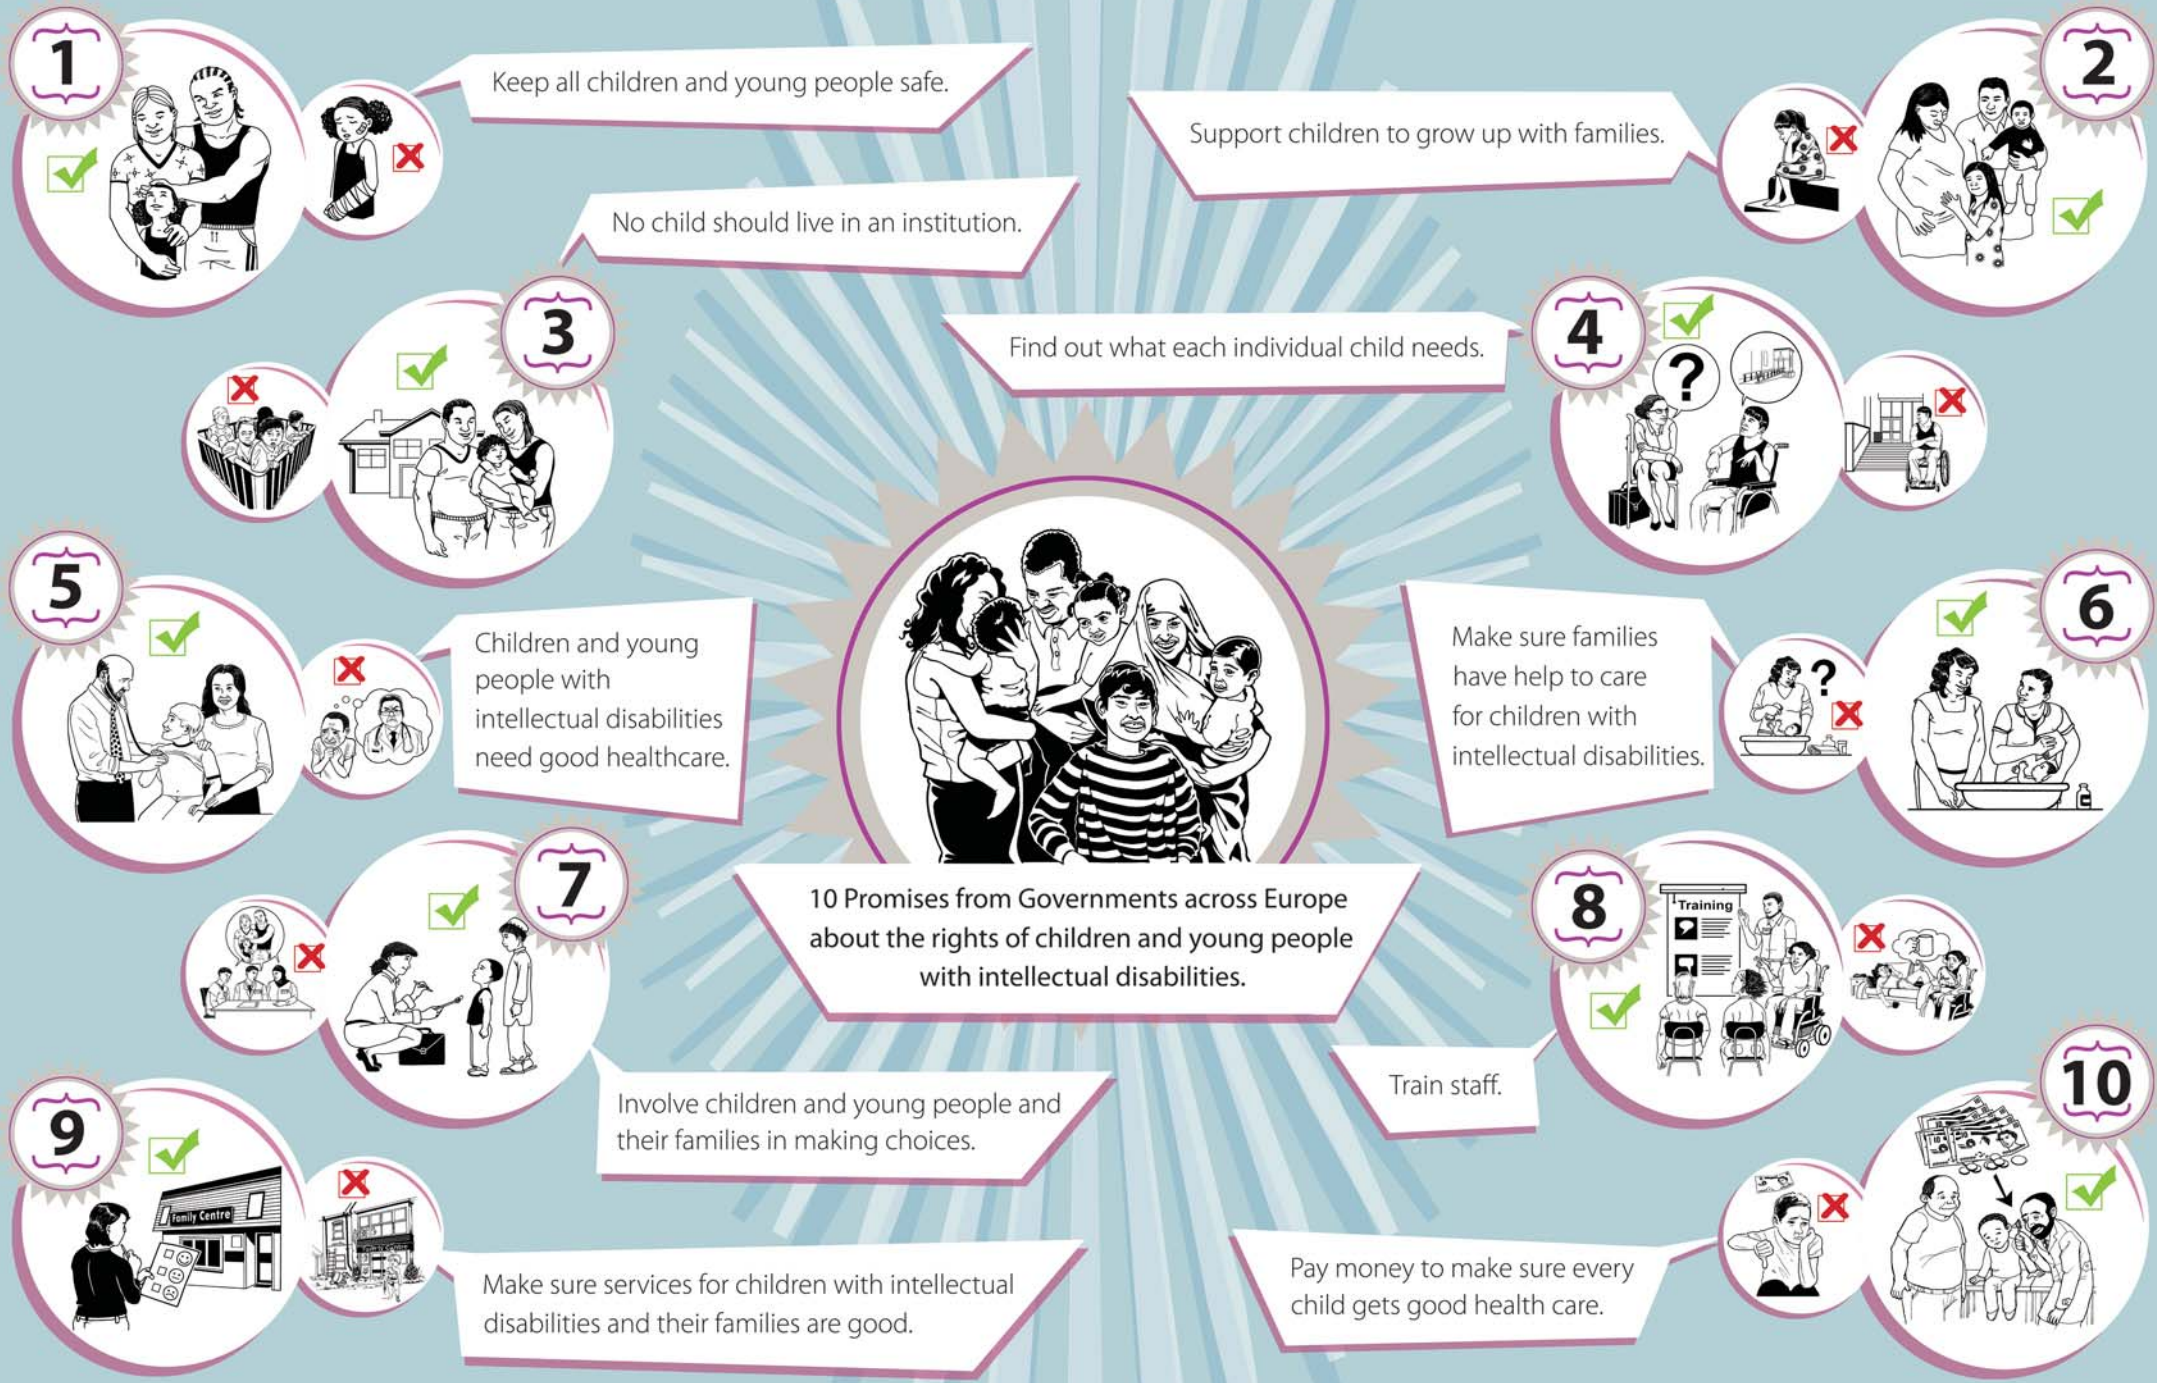 1
Keep all children and young people safe.
2
Support children to grow up with families.
3
No child should live in an institution.
4
Find out what each individual child needs.
?
5
Children and young
people with
intellectual disabilities
need good healthcare.
6
Make sure families
have help to care
for children with
intellectual disabilities.
?
10 Promises from Governments across Europe
about the rights of children and young people
with intellectual disabilities.
7
Involve children and young people and
their families in making choices.
8
Training
Train staff.
9
Family Centre
Make sure services for children with intellectual
disabilities and their families are good.
10
Pay money to make sure every
child gets good health care.